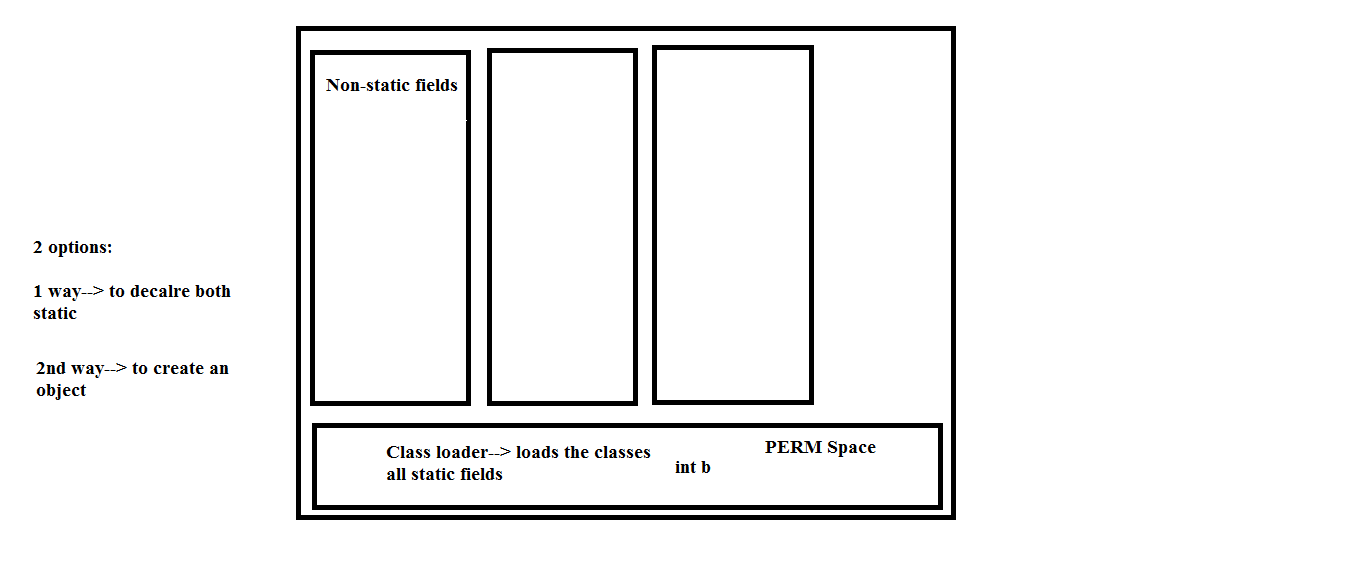 Non-static fields
2 options:
1 way--> to decalre both
static
2nd way--> to create an
object
Class loader--> loads the classes
all static fields
int b
PERM Space